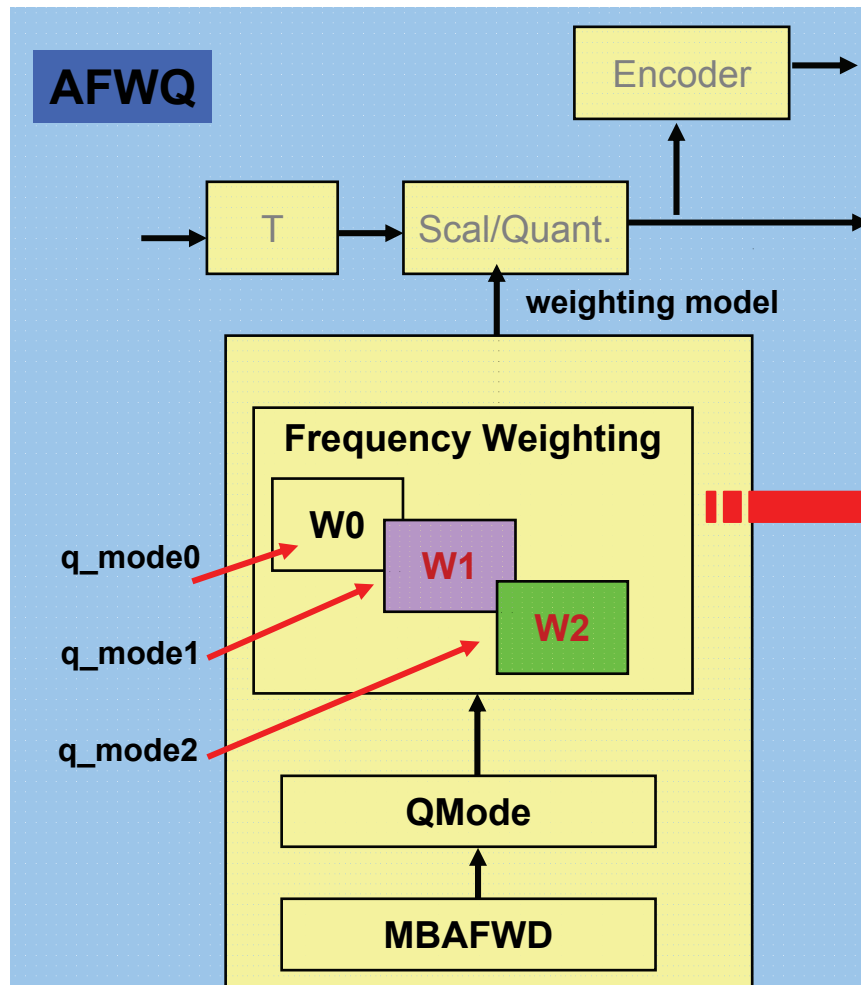 AFWQ
Encoder
T
Scal/Quant.
weighting model
Frequency Weighting
W0
q_mode0
W1
q_mode1
W2
q_mode2
QMode
MBAFWD